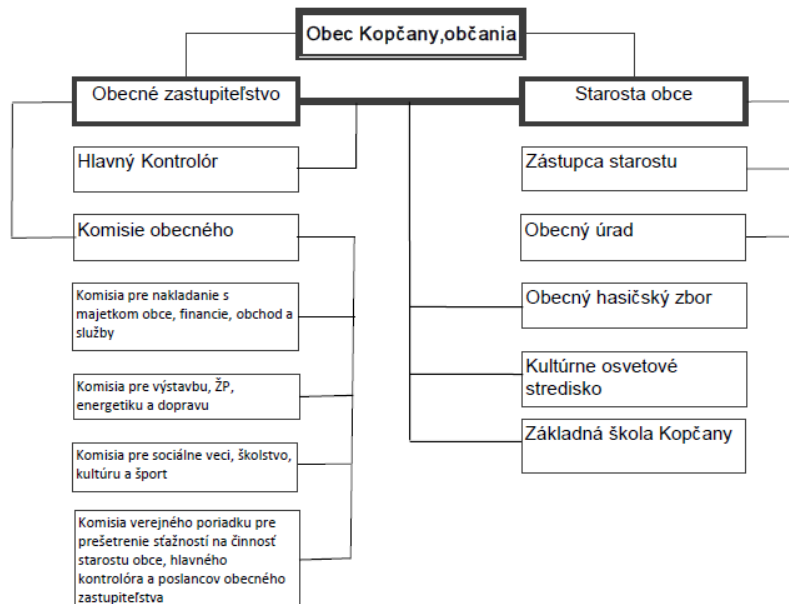 Obec Kopčany,občania
Obecné zastupiteľstvo
Starosta obce
Hlavný Kontrolór
Zástupca starostu
Komisie obecného
Obecný úrad
Komisia pre nakladanie s
majetkom obce, financie, obchod a
služby
Obecný hasičský zbor
Komisia pre výstavbu, ŽP,
energetiku a dopravu
Kultúrne osvetové
stredisko
Komisia pre sociálne veci, školstvo,
kultúru a šport
Základná škola Kopčany
Komisia verejného poriadku pre
prešetrenie sťažností na činnosť
starostu obce, hlavného
kontrolóra a poslancov obecného
zastupiteľstva